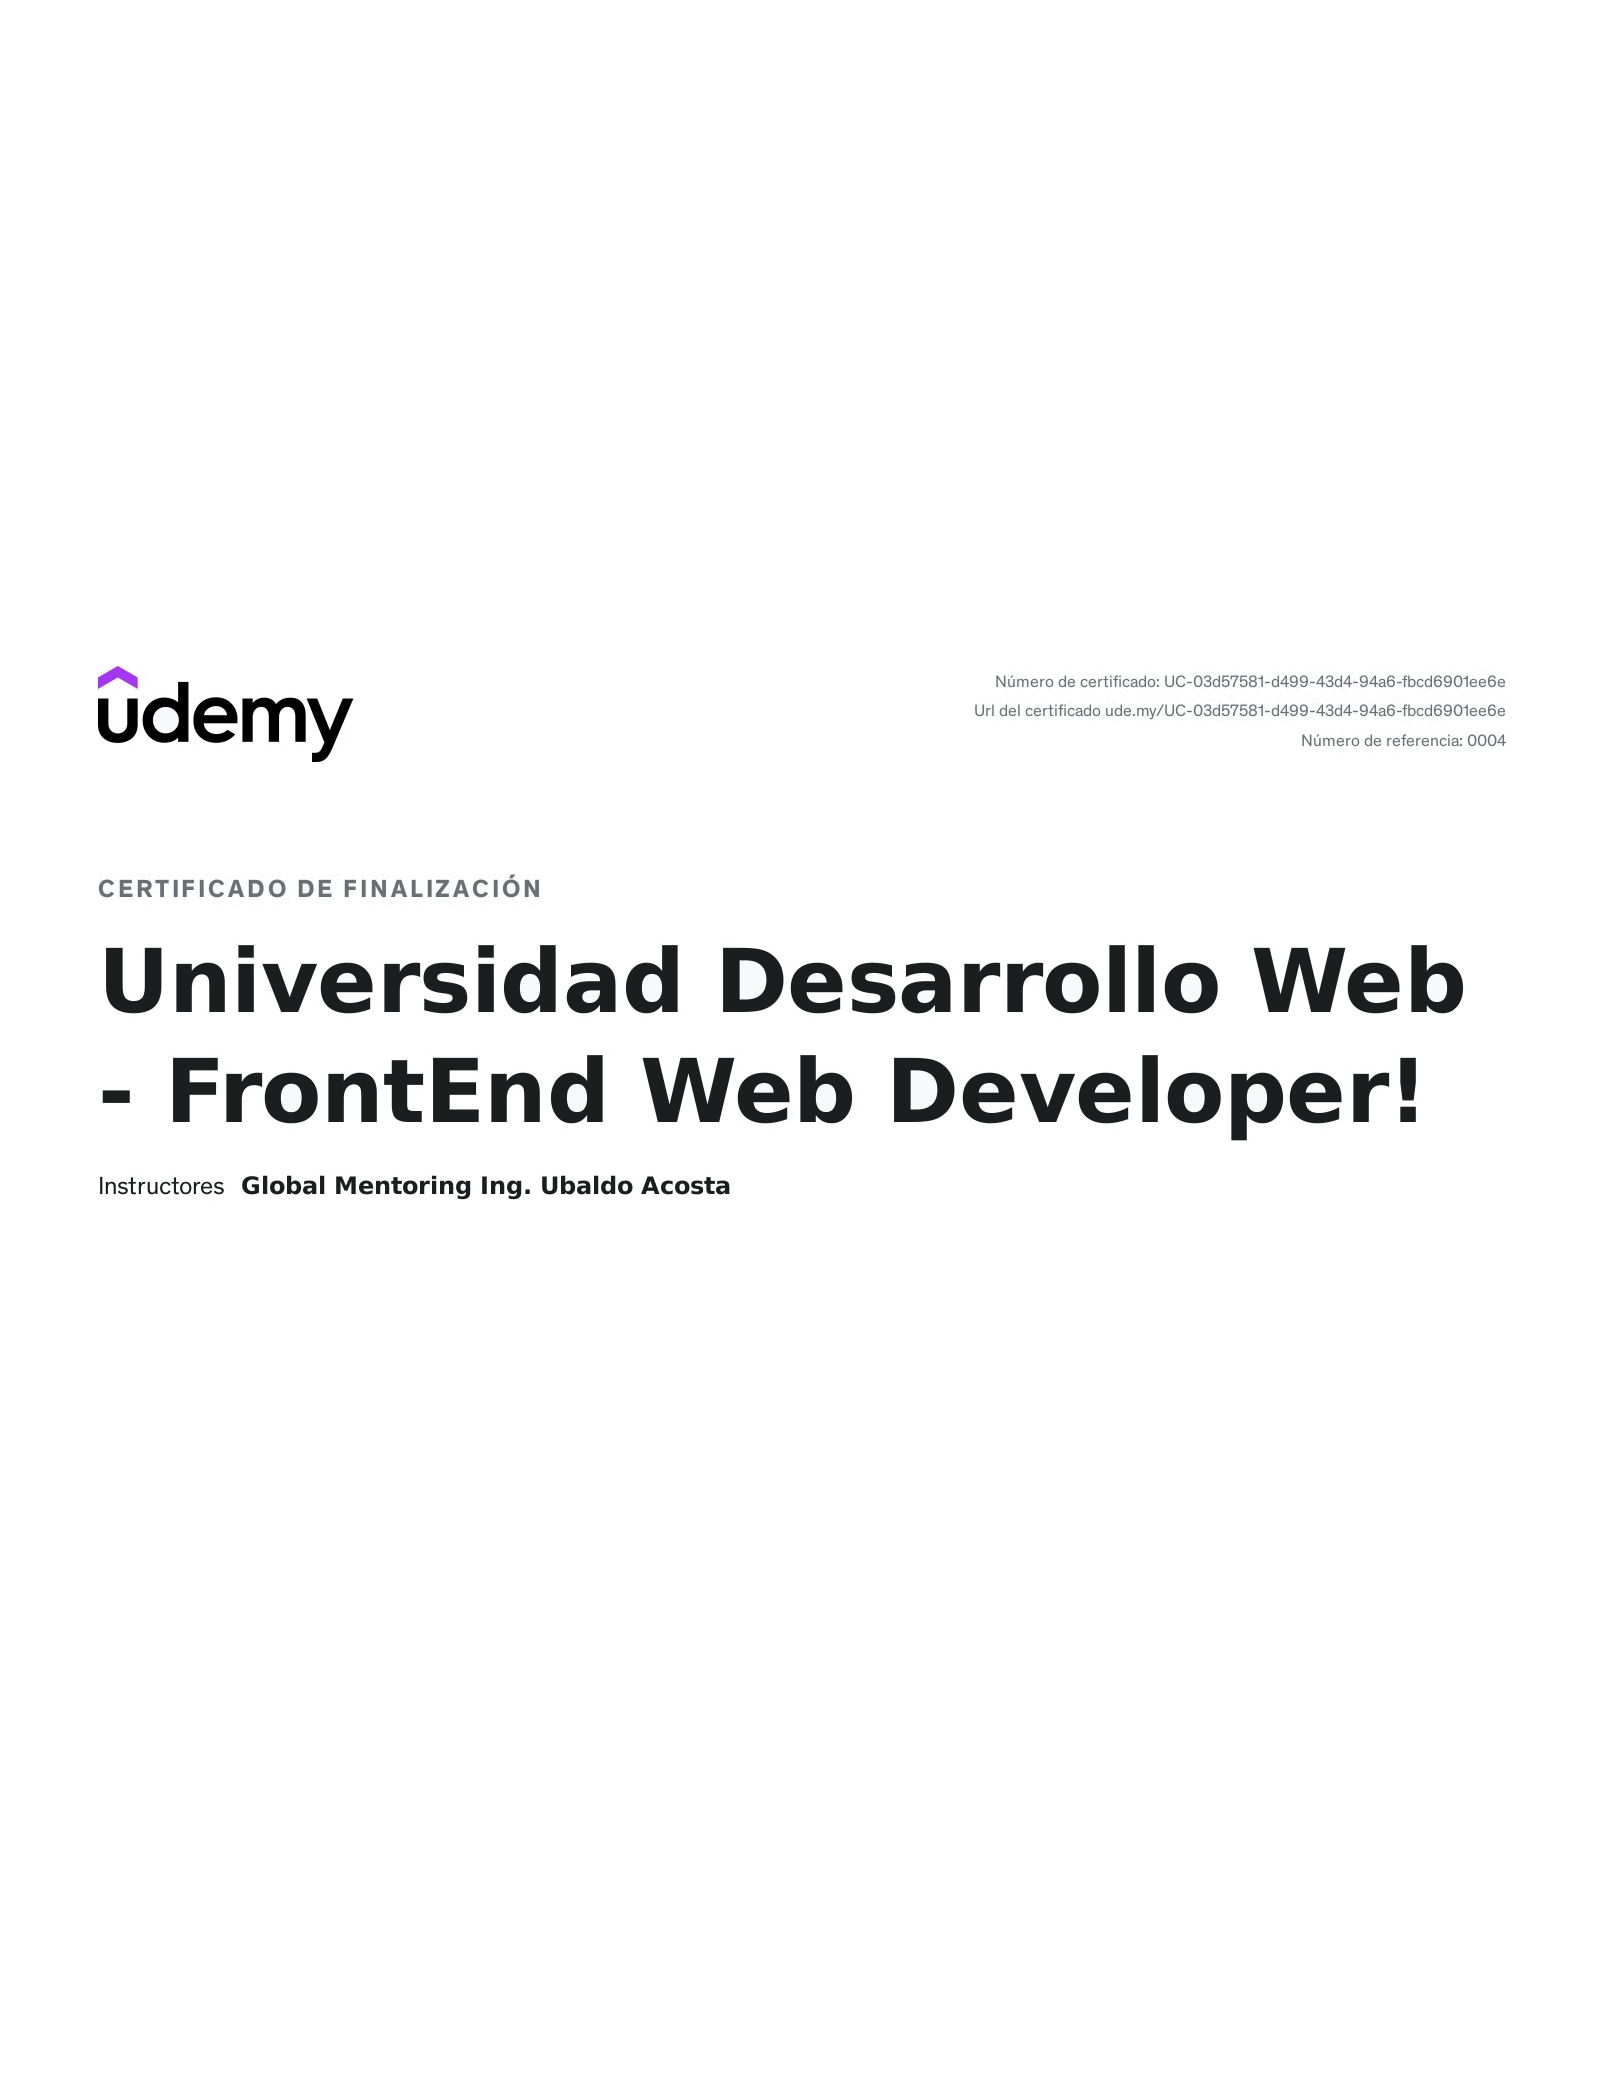 udemy
Número de certificado: UC-03d57581-d499-43d4-94a6-fbcd6901ee6e
Url del certificado ude.my/UC-03d57581-d499-43d4-94a6-fbcd6901ee6e
Número de referencia: 0004
CERTIFICADO DE FINALIZACIÓN
Universidad Desarrollo Web
- FrontEnd Web Developer!
Instructores Global Mentoring Ing. Ubaldo Acosta